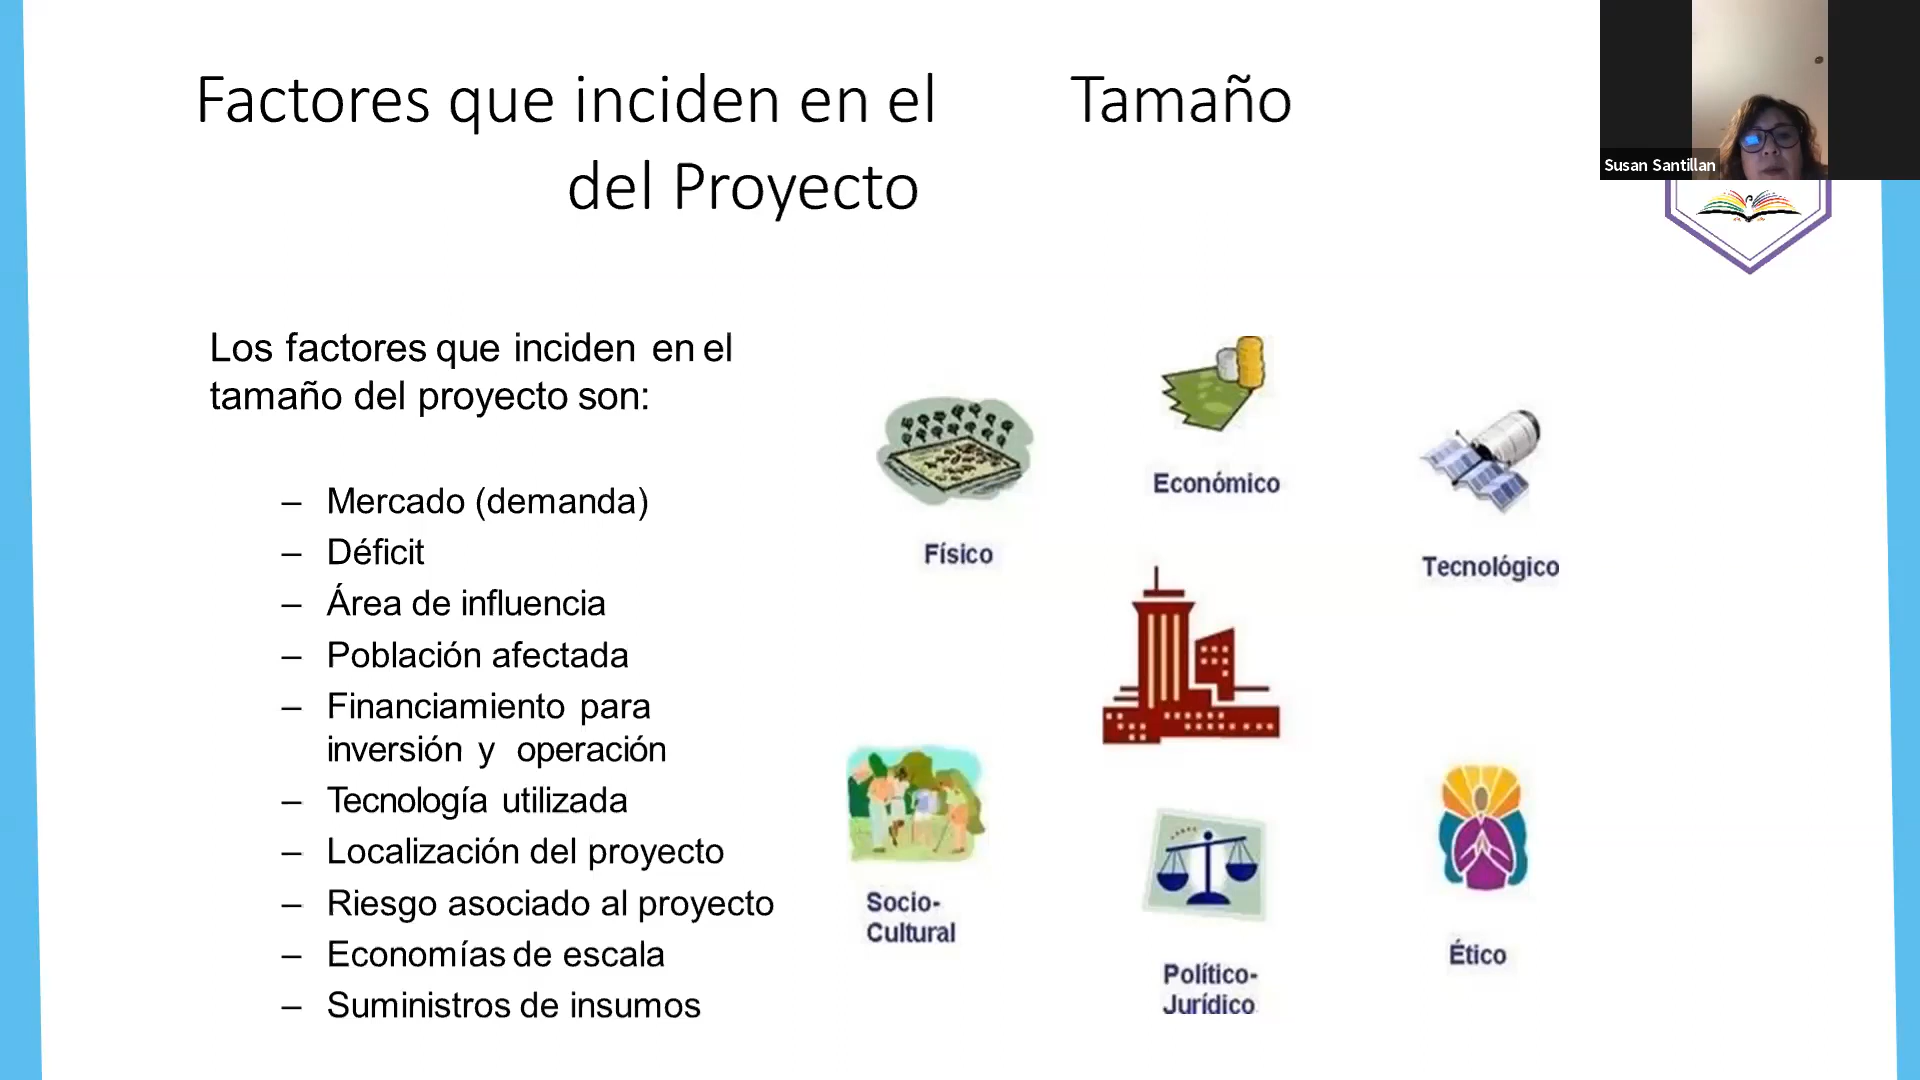 Factores que inciden en el Tamaño
del Proyecto
Susan Santillan
Los factores que inciden en el
tamaño del proyecto son:
– Mercado (demanda)
– Déficit
– Área de influencia
– Población afectada
– Financiamiento para
inversión y operación
– Tecnología utilizada
– Localización del proyecto
– Riesgo asociado al proyecto
– Economías de escala
– Suministros de insumos
Económico
Físico
Tecnológico
Socio-
Cultural
Político-
Jurídico
Ético